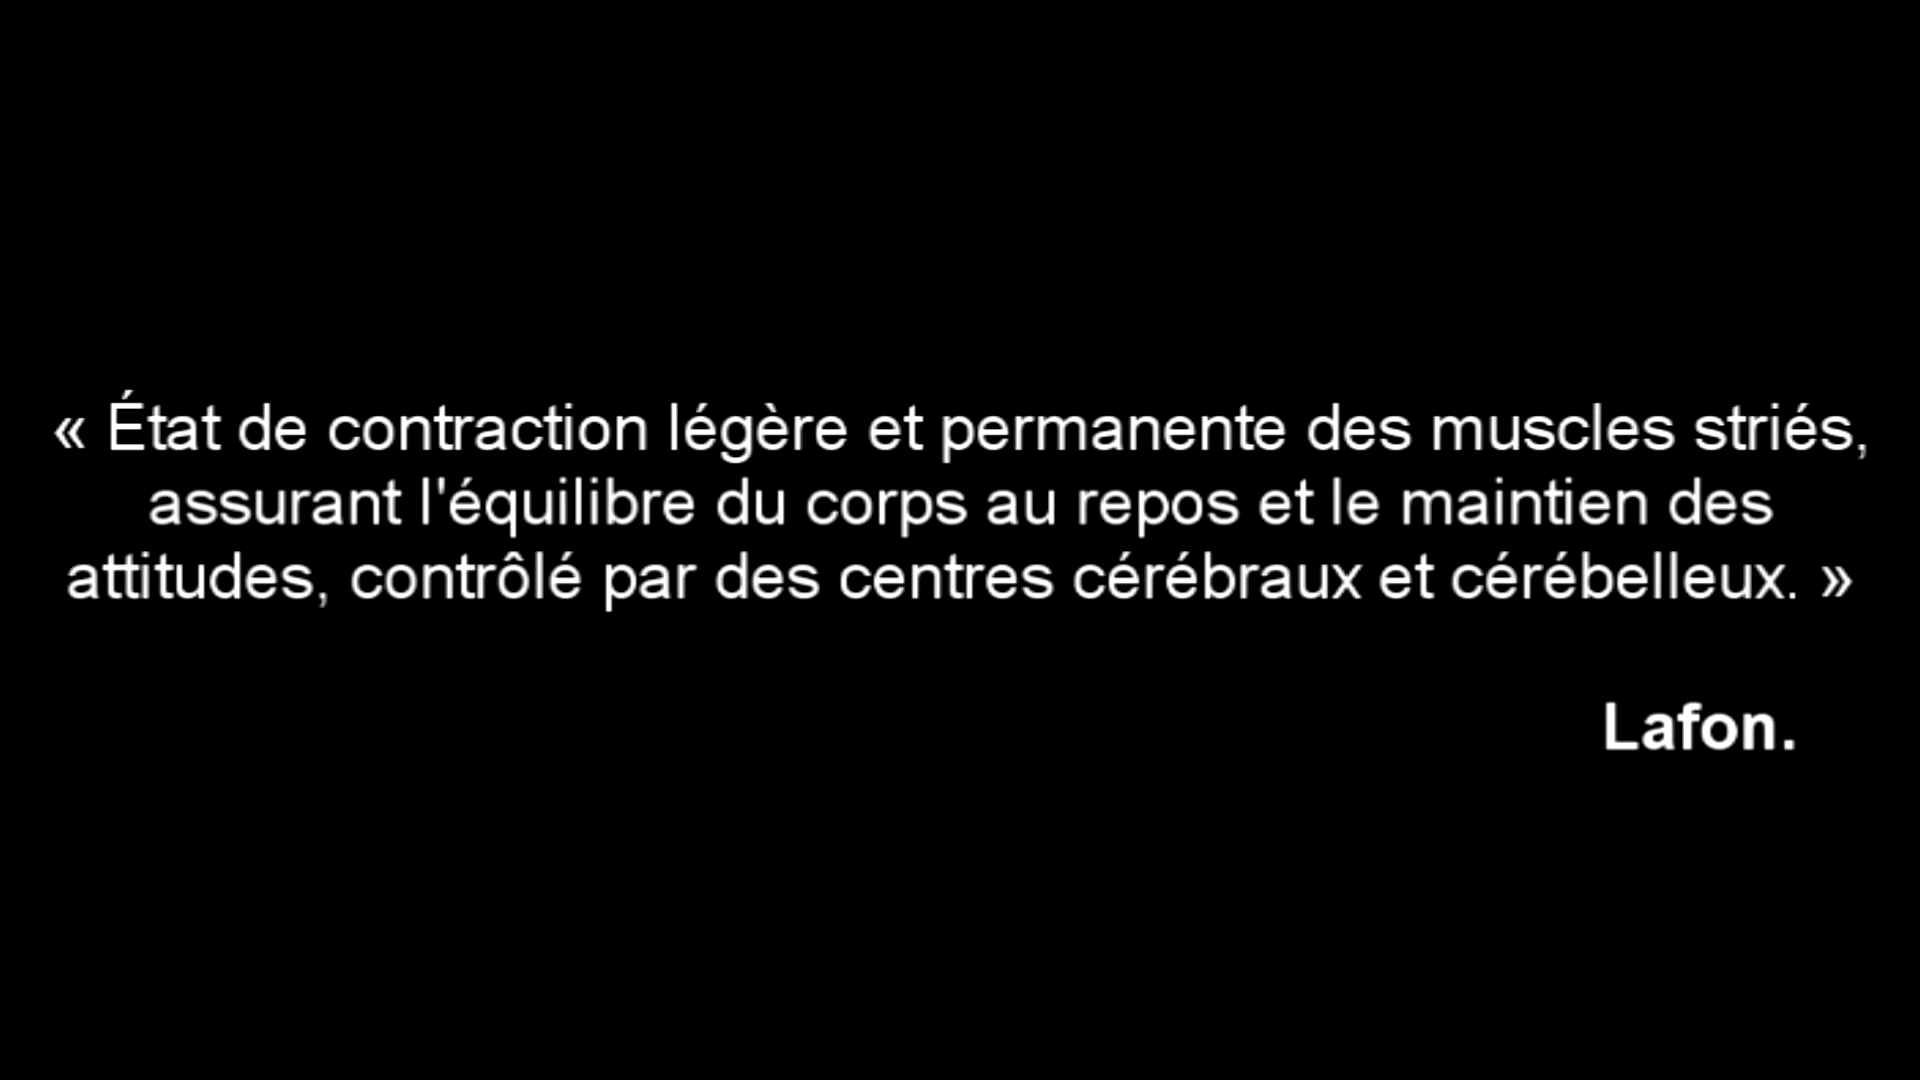 « État de contraction légère et permanente des muscles striés,
assurant l'équilibre du corps au repos et le maintien des
attitudes, contrôlé par des centres cérébraux et cérébelleux. »
Lafon.